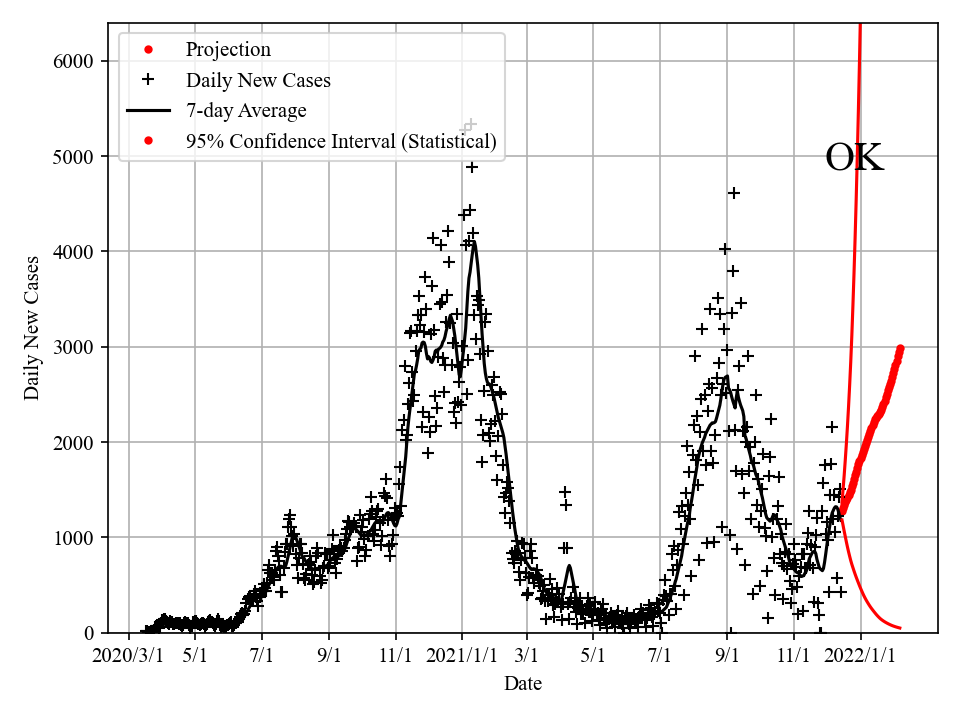 Projection
Daily New Cases
7-day Average
95% Confidence Interval (Statistical)
OK
Daily New Cases
6000
5000
4000
3000
2000
1000
0
2020/3/1 5/1 7/1 9/1 11/1 2021/1/1 3/1 5/1 7/1 9/1 11/1 2022/1/1
Date